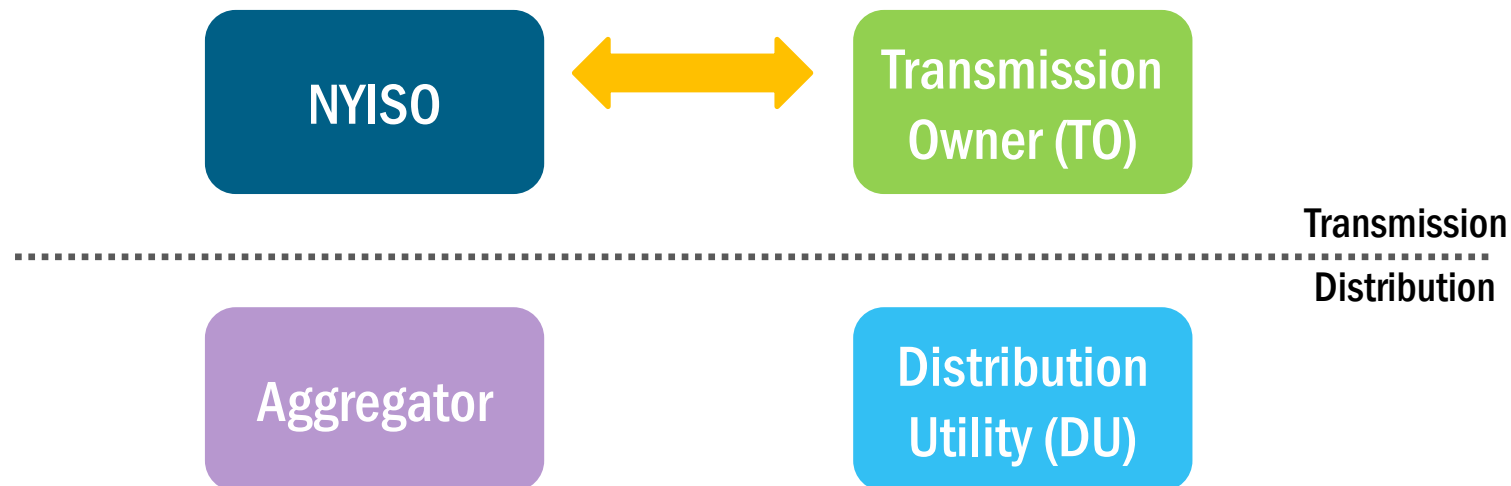 NYISO
Transmission
Owner (TO)
Transmission
Distribution
Aggregator
Distribution
Utility (DU)